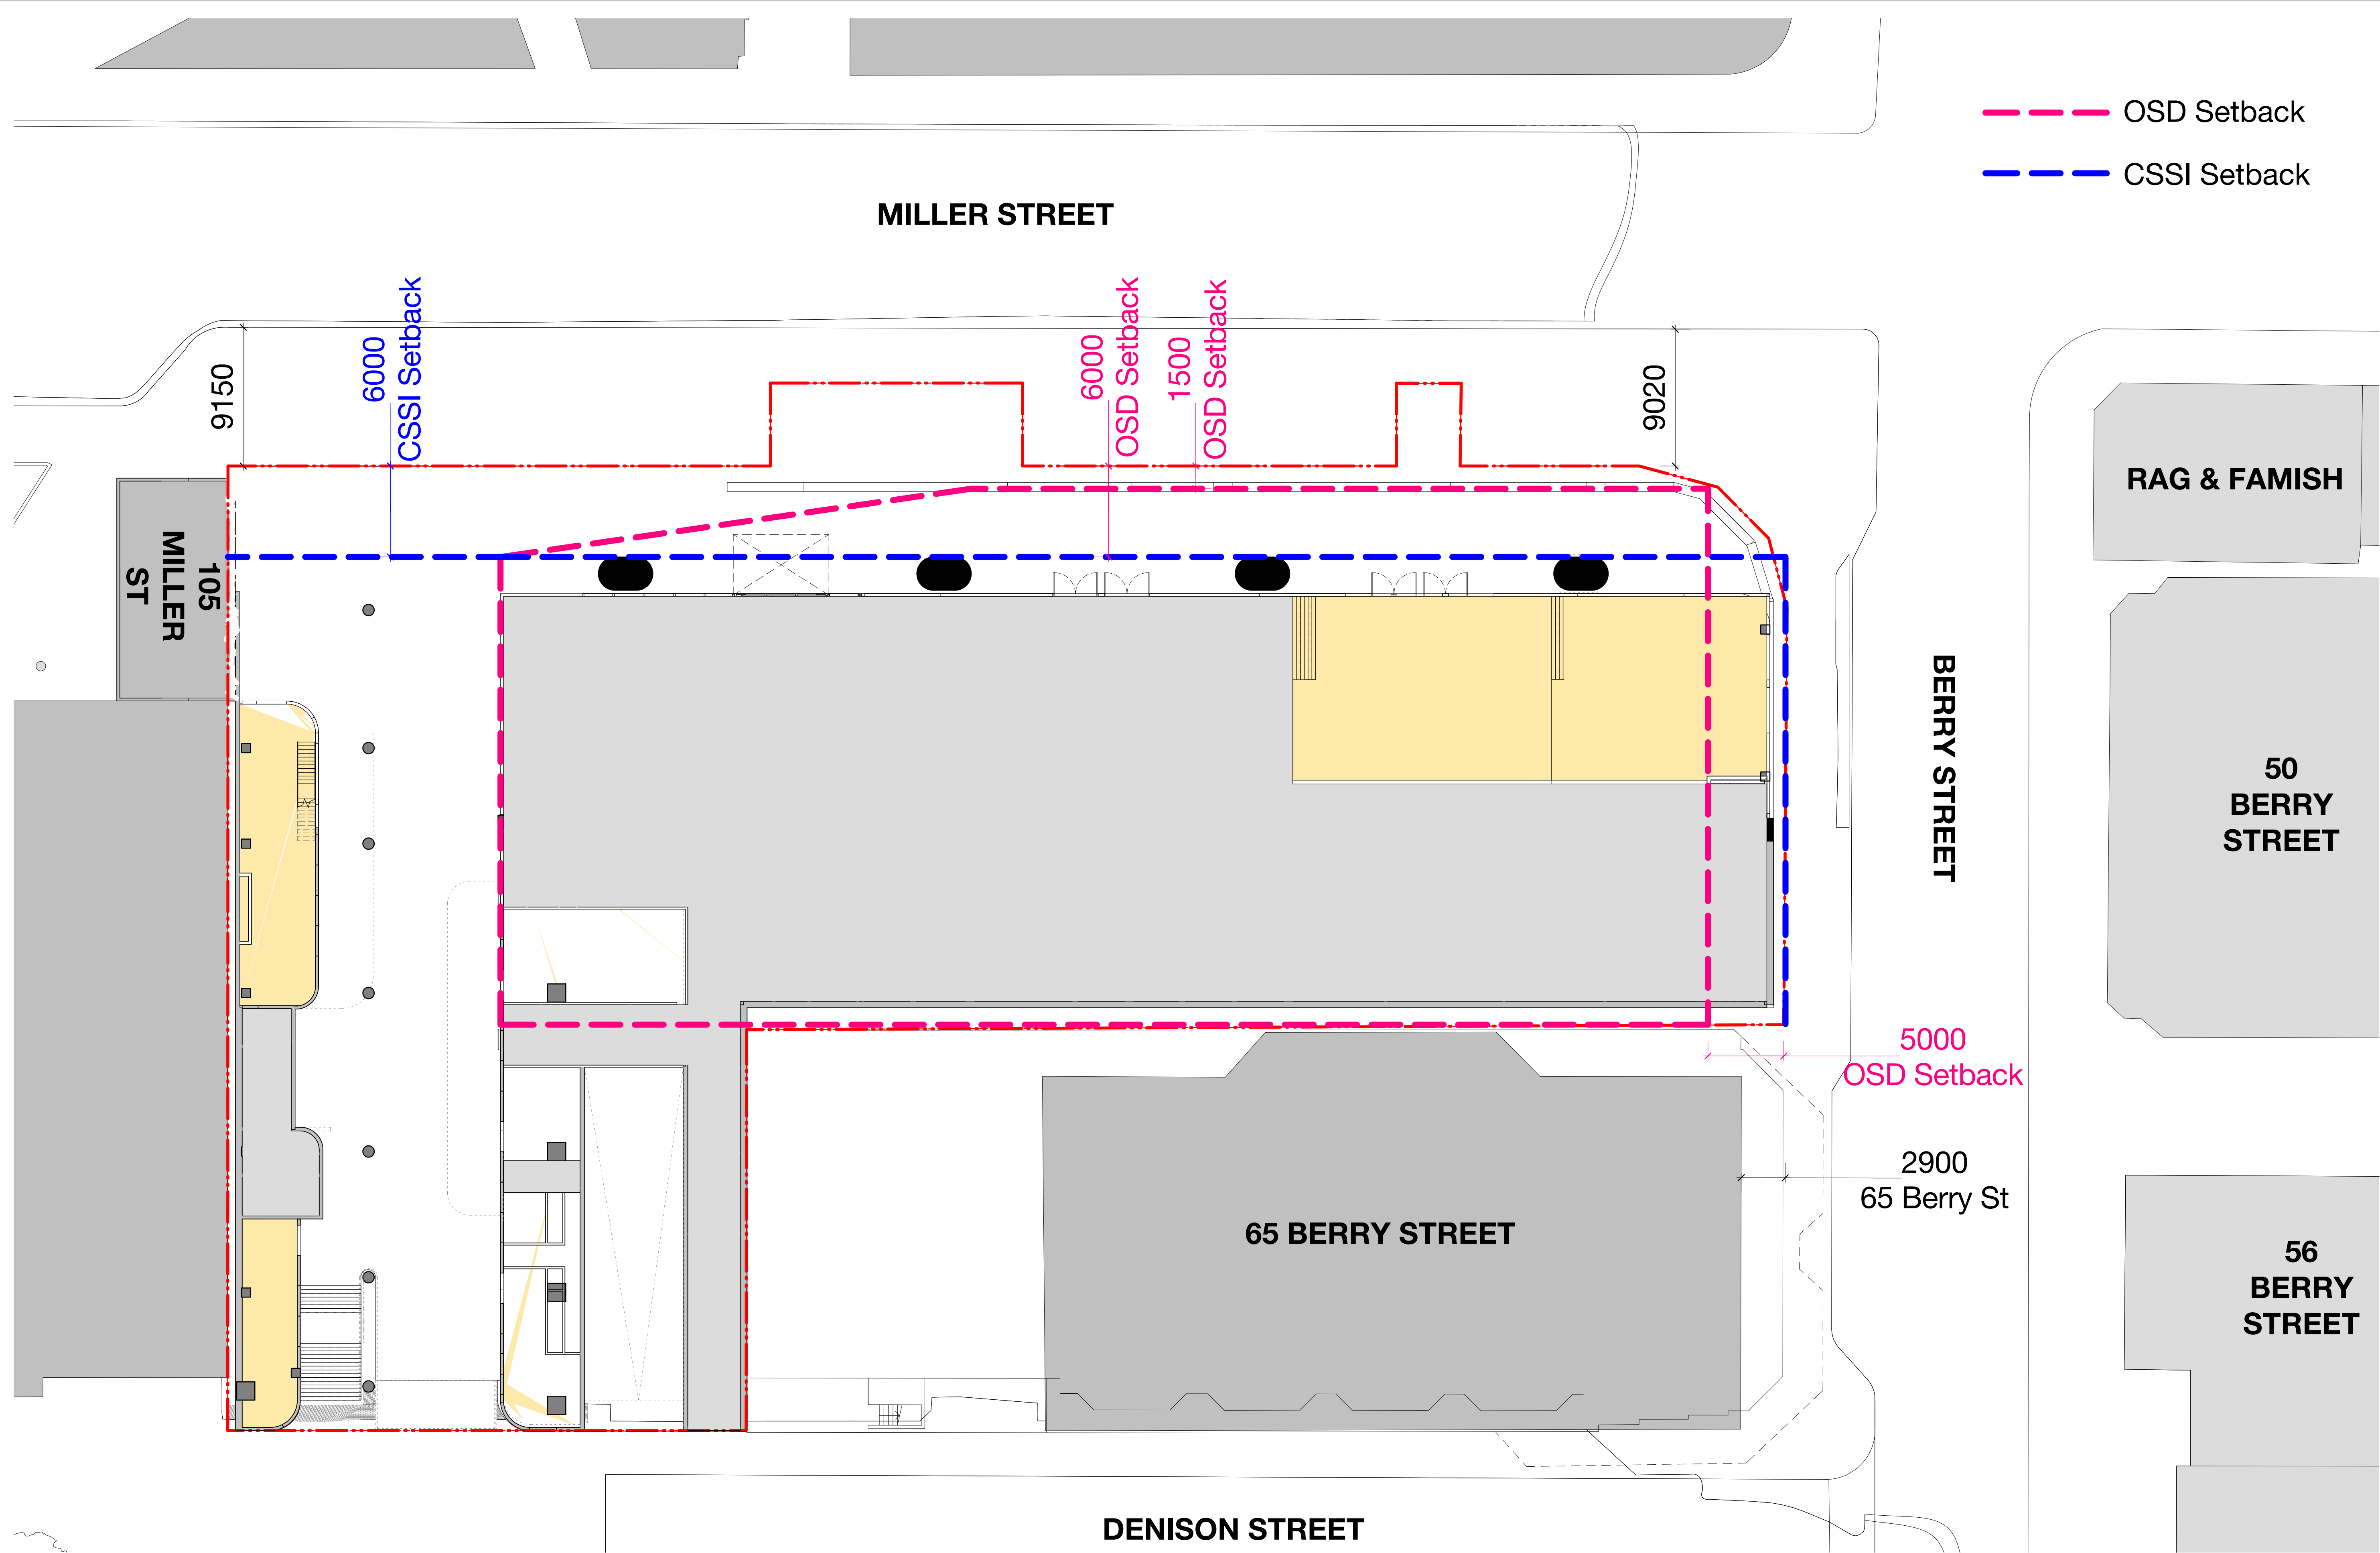 OSD Setback
CSSI Setback
MILLER STREET
9150
6000
CSSI Setback
6000
OSD Setback
1500
OSD Setback
9020
RAG & FAMISH
105
MILLER
ST
BERRY STREET
50
BERRY
STREET
5000
OSD Setback
2900
65 Berry St
65 BERRY STREET
56
BERRY
STREET
DENISON STREET